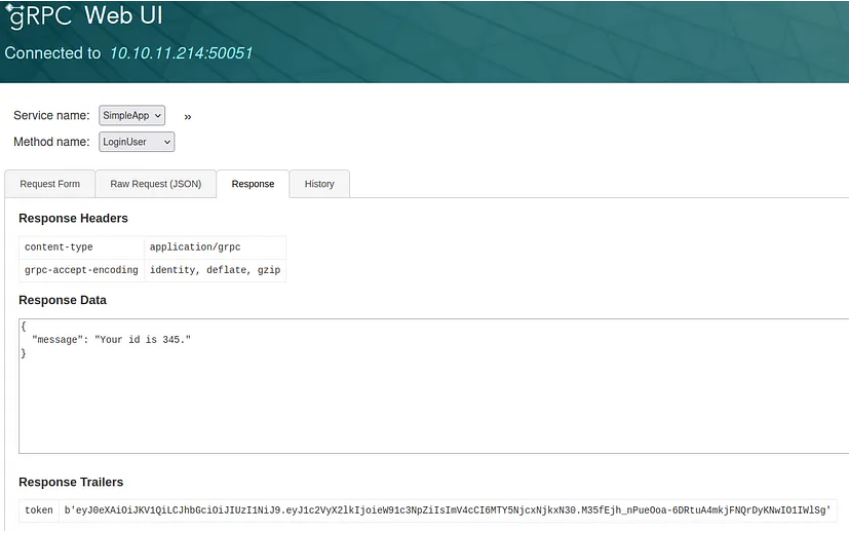 gRPC Web UI
Connected to 10.10.11.214:50051
Service name: SimpleApp »
Method name: LoginUser
Request Form Raw Request (JSON) Response History
Response Headers
content-type application/grpc
grpc-accept-encoding identity, deflate, gzip
Response Data
{
"message": "Your id is 345."
}
Response Trailers
token b'eyJ0eXAiOiJKV1QiLCJhbGciOiJIUzI1NiJ9.eyJ1c2VyX2lkIjoieW91c3NpZiIsImV4cCI6MTY5NjcxNjkxN30.M35fEjh_nPueOoa-6DRtuA4mkjFNQrDyKNwIO1IWlSg'